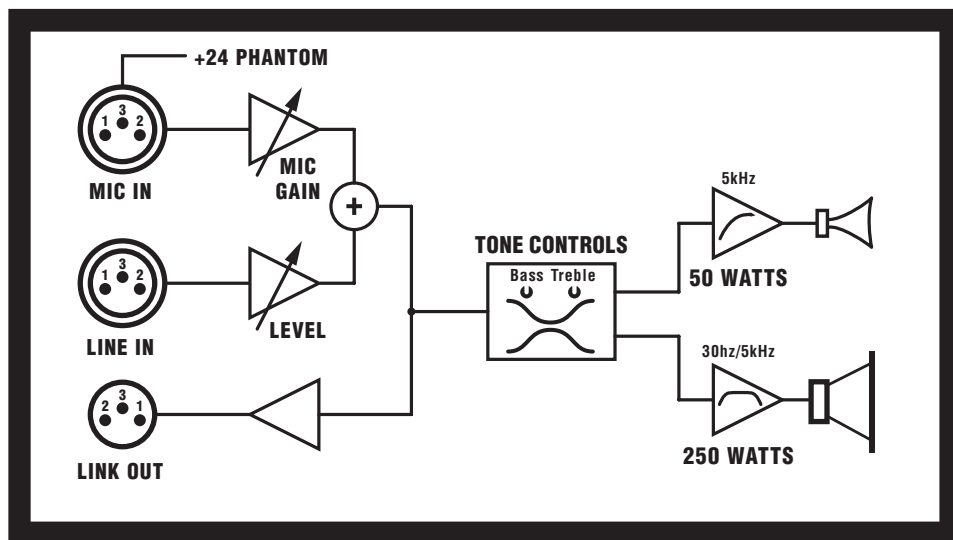 +24 PHANTOM
3
1 2
MIC IN
MIC
GAIN
+
3
1 2
LINE IN
LEVEL
3
2 1
LINK OUT
TONE CONTROLS
Bass Treble
5kHz
50 WATTS
30hz/5kHz
250 WATTS